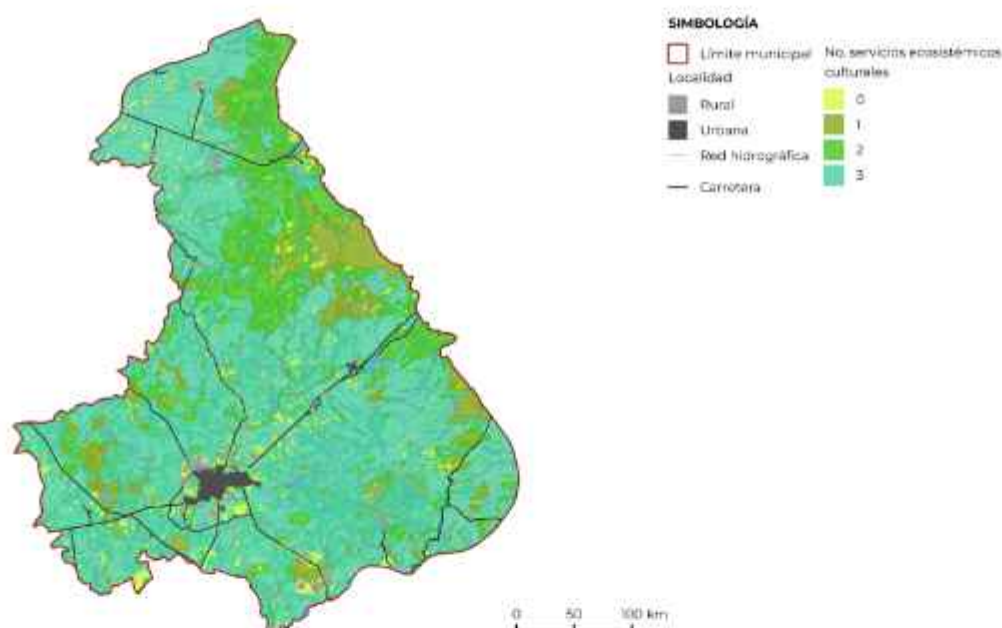 SIMBOLOGÍA
Límite municipal
Localidad
Rural
Urbana
Red hidrográfica
Carretera
No. servicios ecosistémicos
culturales
0
1
2
3
0 50 100 km